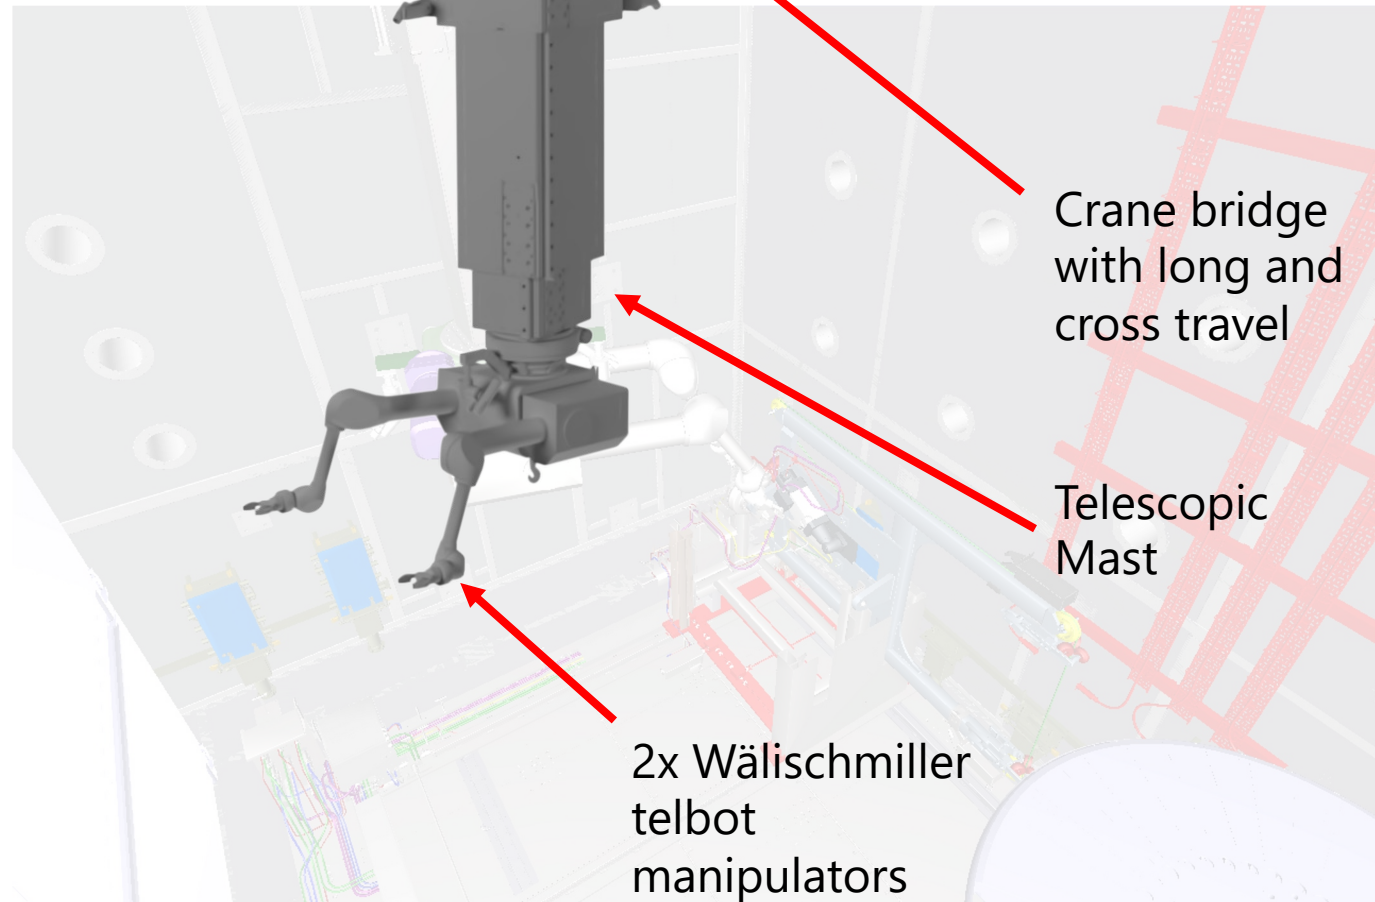 Crane bridge
with long and
cross travel
Telescopic
Mast
2x Wälischmiller
telbot
manipulators